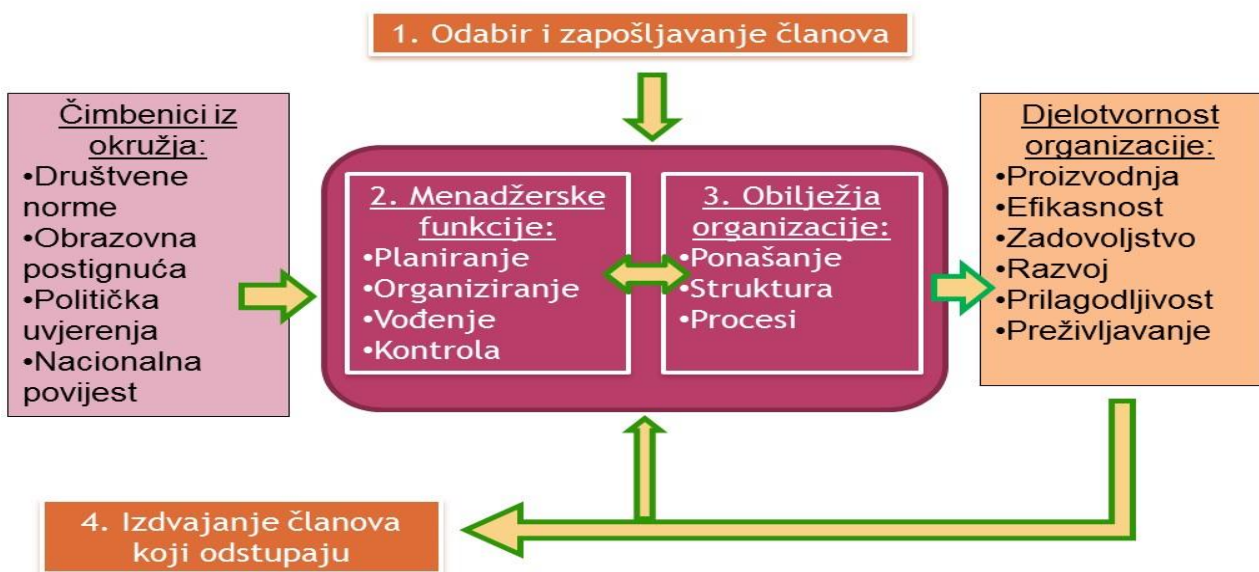 1. Odabir i zapošljavanje članova
Čimbenici iz
okružja:
•Društvene
norme
•Obrazovna
postignuća
•Politička
uvjerenja
•Nacionalna
povijest
2. Menadžerske
funkcije:
•Planiranje
•Organiziranje
•Vođenje
•Kontrola
3. Obilježja
organizacije:
•Ponašanje
•Struktura
•Procesi
Djelotvornost
organizacije:
•Proizvodnja
•Efikasnost
•Zadovoljstvo
•Razvoj
•Prilagodljivost
•Preživljavanje
4. Izdvajanje članova
koji odstupaju